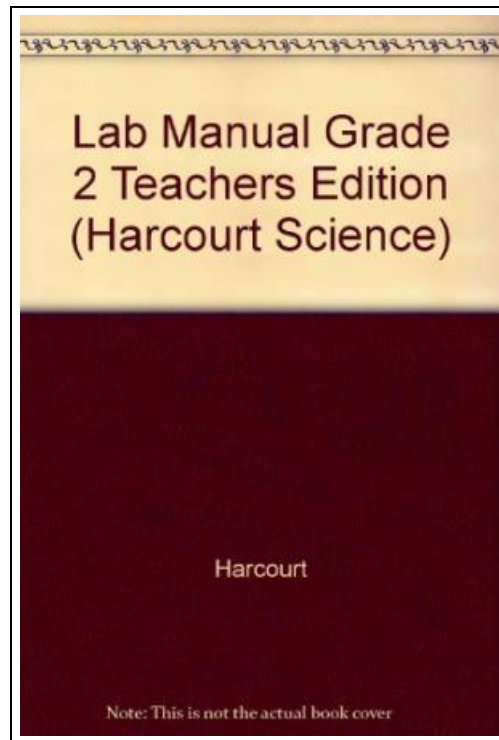 Lab Manual Grade
2 Teachers Edition
(Harcourt Science)
Harcourt
Note: This is not the actual book cover